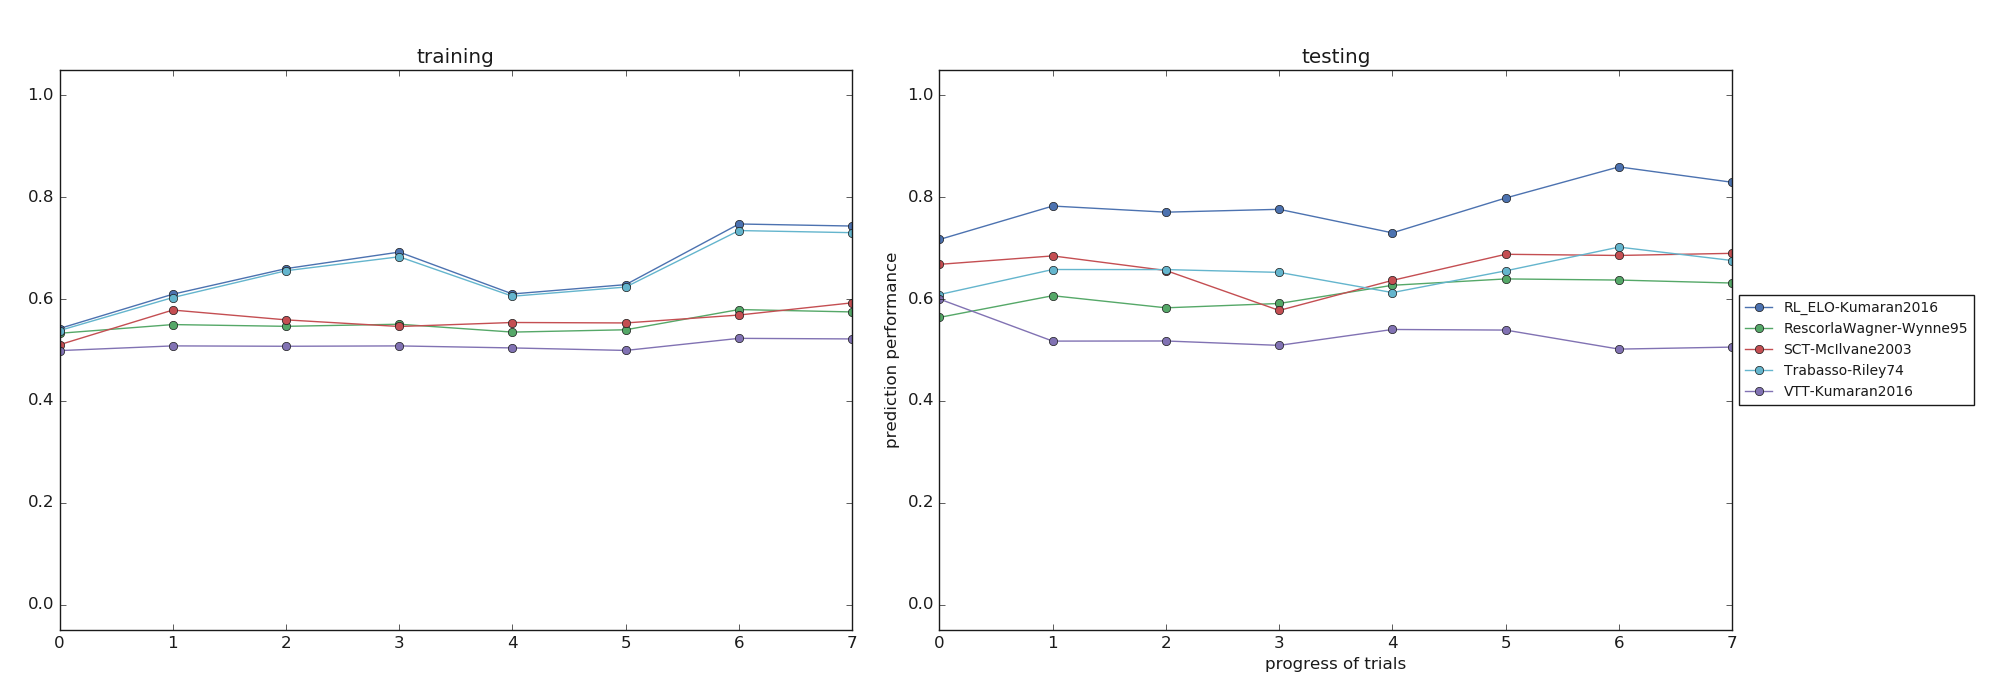 training
1.0
0.8
0.6
0.4
0.2
0.0
0 1 2 3 4 5 6 7
testing
prediction performance
1.0
0.8
0.6
0.4
0.2
0.0
0 1 2 3 4 5 6 7
progress of trials
RL_ELO-Kumaran2016
RescorlaWagner-Wynne95
SCT-McIlvane2003
Trabasso-Riley74
VTT-Kumaran2016